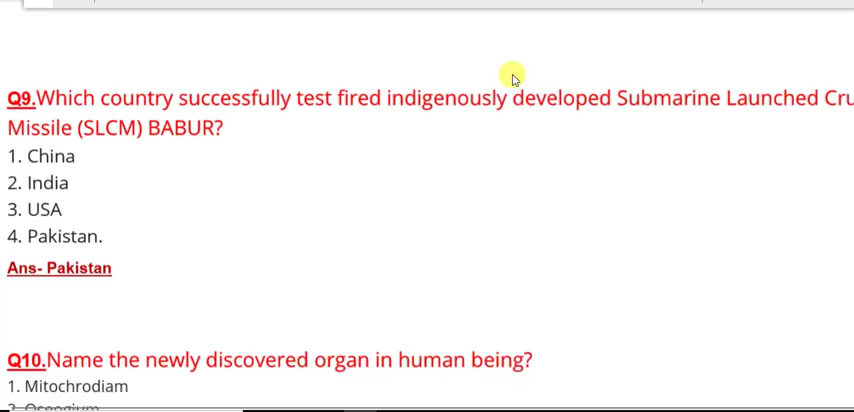 Q9.Which country successfully test fired indigenously developed Submarine Launched Cru
Missile (SLCM) BABUR?
1. China
2. India
3. USA
4. Pakistan.
Ans- Pakistan
Q10.Name the newly discovered organ in human being?
1. Mitochrodiam